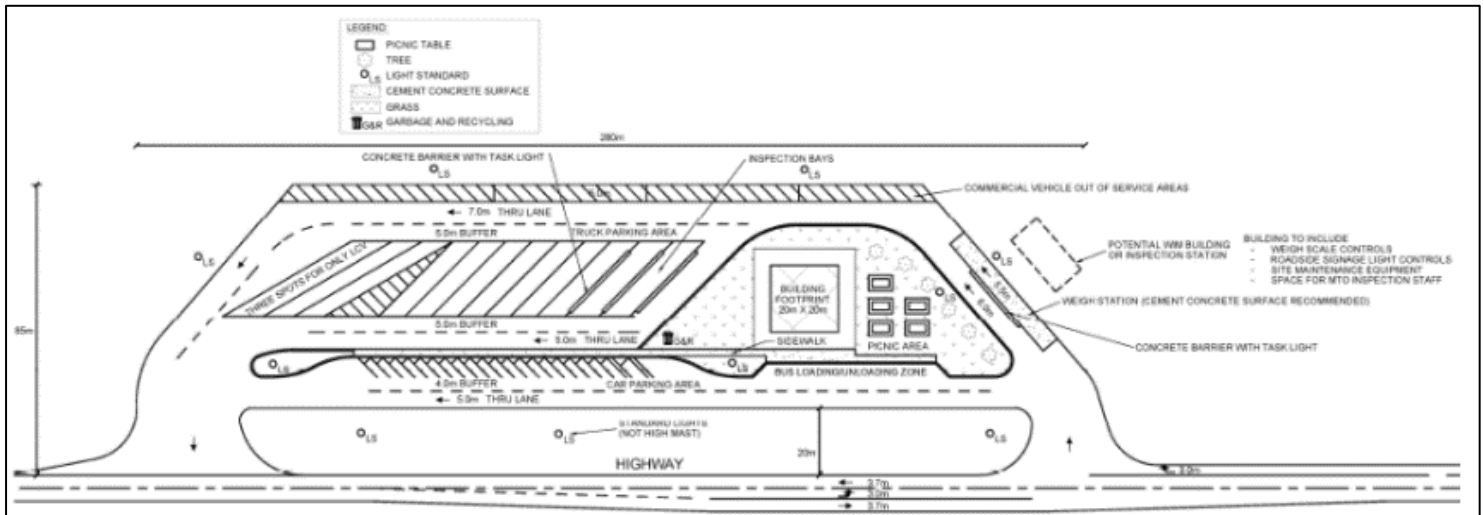 LEGEND:
PICNIC TABLE
TREE
LS LIGHT STANDARD
CEMENT CONCRETE SURFACE
GRASS
G&R GARBAGE AND RECYCLING
280m
CONCRETE BARRIER WITH TASK LIGHT
INSPECTION BAYS
LS
LS
COMMERCIAL VEHICLE OUT OF SERVICE AREAS
7.0m THRU LANE
5.0m BUFFER
TRUCK PARKING AREA
LS
THREE SPOTS FOR ONLY LCV
LS
POTENTIAL WIM BUILDING
OR INSPECTION STATION
BUILDING TO INCLUDE
- WEIGH SCALE CONTROLS
- ROADSIDE SIGNAGE LIGHT CONTROLS
- SITE MAINTENANCE EQUIPMENT
- SPACE FOR MTO INSPECTION STAFF
BUILDING
FOOTPRINT
20m X 20m
LS
WEIGH STATION (CEMENT CONCRETE SURFACE RECOMMENDED)
5.0m BUFFER
5.0m THRU LANE
G&R
SIDEWALK
PICNIC AREA
CONCRETE BARRIER WITH TASK LIGHT
LS
LS
BUS LOADING/UNLOADING ZONE
4.0m BUFFER
CAR PARKING AREA
5.0m THRU LANE
LS
LS
STANDARD LIGHTS
(NOT HIGH MAST)
LS
20m
HIGHWAY
3.7m
3.7m